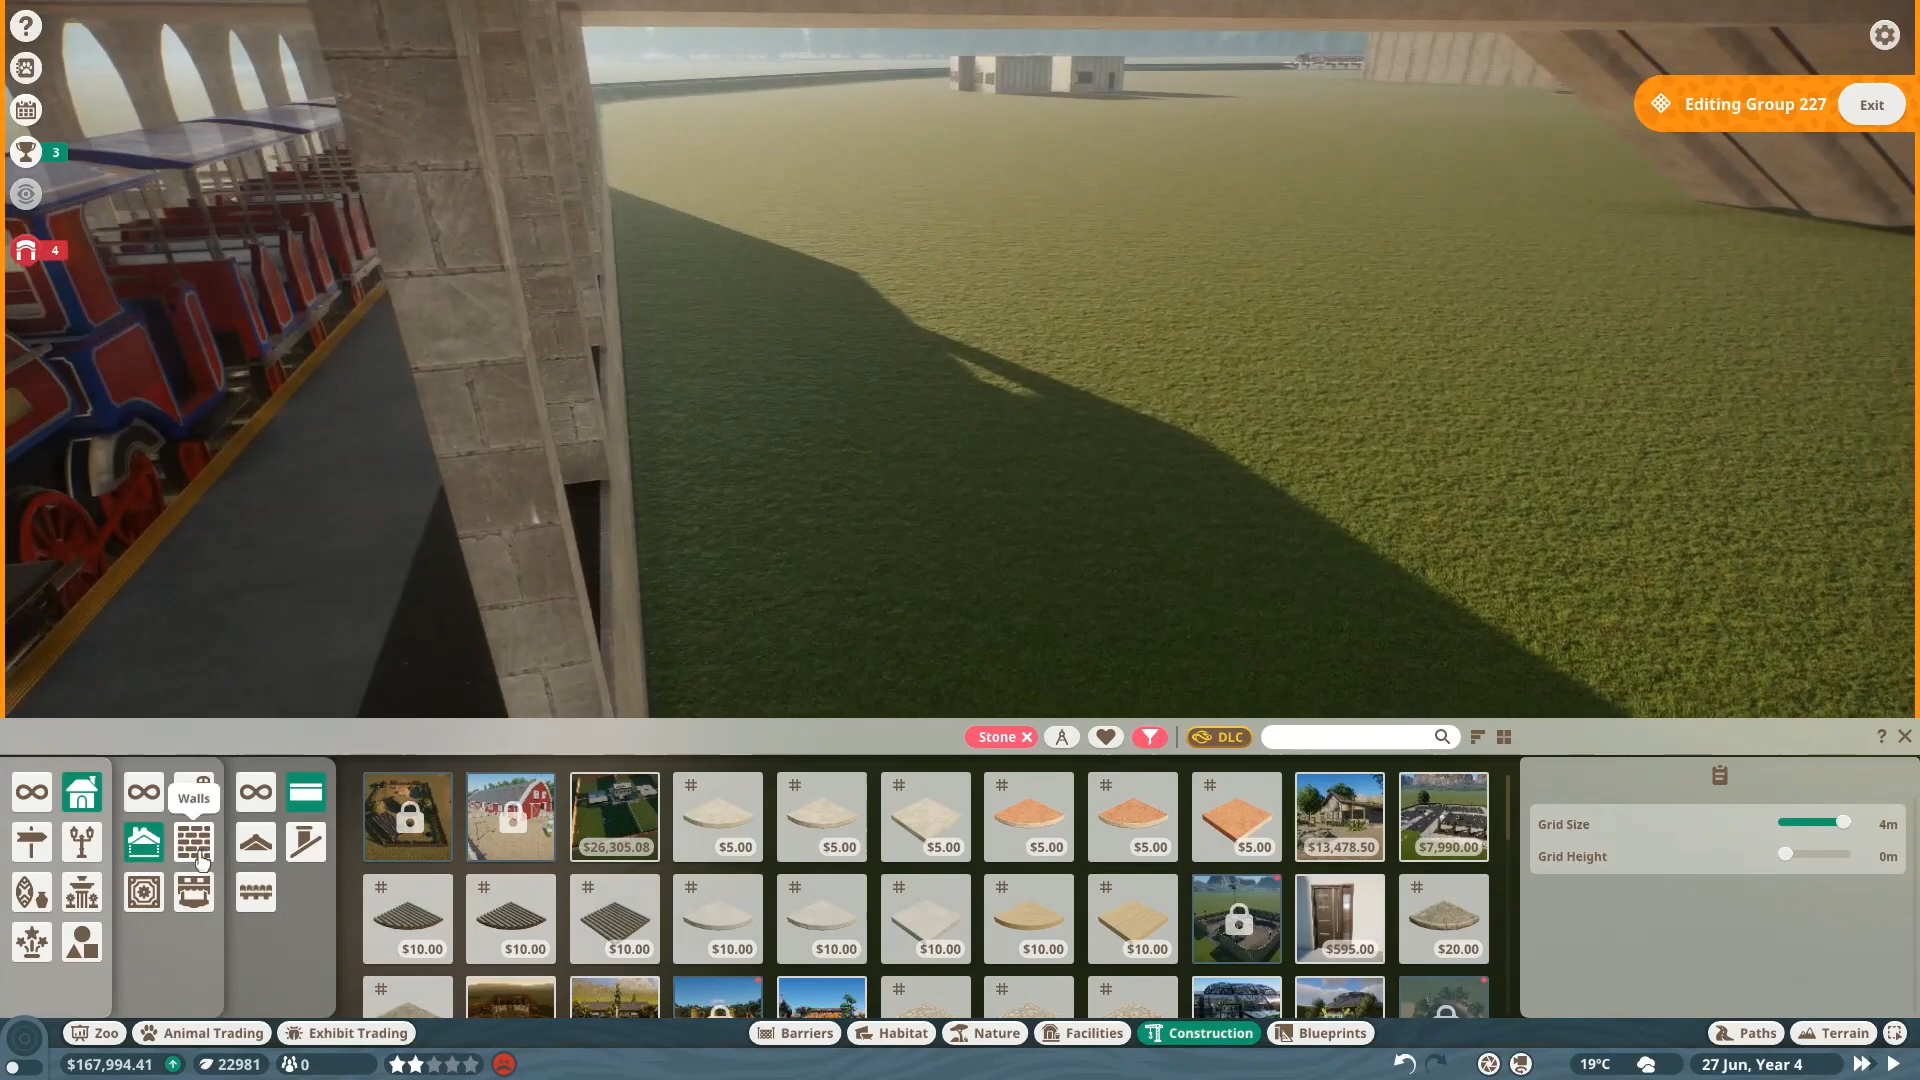 ?
3
4
Editing Group 227
Exit
Stone
DLC
?
Walls
$26,305.08
$5.00
$5.00
$5.00
$5.00
$5.00
$5.00
$13,478.50
$7,990.00
$10.00
$10.00
$10.00
$10.00
$10.00
$10.00
$10.00
$10.00
$595.00
$20.00
Grid Size
4m
Grid Height
0m
Zoo
Animal Trading
Exhibit Trading
Barriers
Habitat
Nature
Facilities
Construction
Blueprints
Paths
Terrain
$167,994.41
22981
0
19°C
27 Jun, Year 4